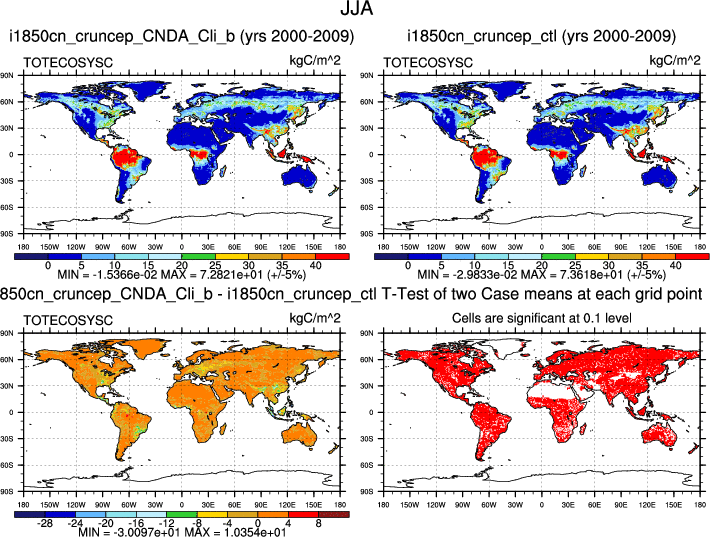 JJA
i1850cn_cruncep_CNDA_Cli_b (yrs 2000-2009)
i1850cn_cruncep_ctl (yrs 2000-2009)
TOTECOSYSC kgC/m^2
TOTECOSYSC kgC/m^2
90N
60N
30N
0
30S
60S
90S
180 150W 120W 90W 60W 30W 0 30E 60E 90E 120E 150E 180
90N
60N
30N
0
30S
60S
90S
180 150W 120W 90W 60W 30W 0 30E 60E 90E 120E 150E 180
0 5 15 20 25 30 35 40
MIN = -1.5366e-02 MAX = 7.2821e+01 (+/-5%)
0 5 15 20 25 30 35 40
MIN = -2.9833e-02 MAX = 7.3618e+01 (+/-5%)
850cn_cruncep_CNDA_Cli_b - i1850cn_cruncep_ctl
T-Test of two Case means at each grid point
TOTECOSYSC kgC/m^2
Cells are significant at 0.1 level
90N
60N
30N
0
30S
60S
90S
180 150W 120W 90W 60W 30W 0 30E 60E 90E 120E 150E 180
90N
60N
30N
0
30S
60S
90S
180 150W 120W 90W 60W 30W 0 30E 60E 90E 120E 150E 180
-28 -24 -20 -16 -12 -8 -4 0 4 8
MIN = -3.0097e+01 MAX = 1.0354e+01